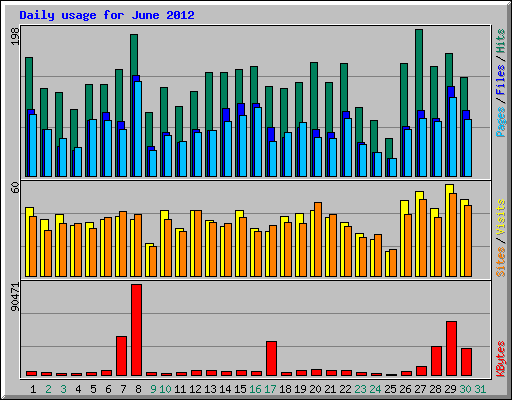 Daily usage for June 2012
198
Pages / Files / Hits
60
Sites / Visits
90471
KBytes
1 2 3 4 5 6 7 8 9 10 11 12 13 14 15 16 17 18 19 20 21 22 23 24 25 26 27 28 29 30 31